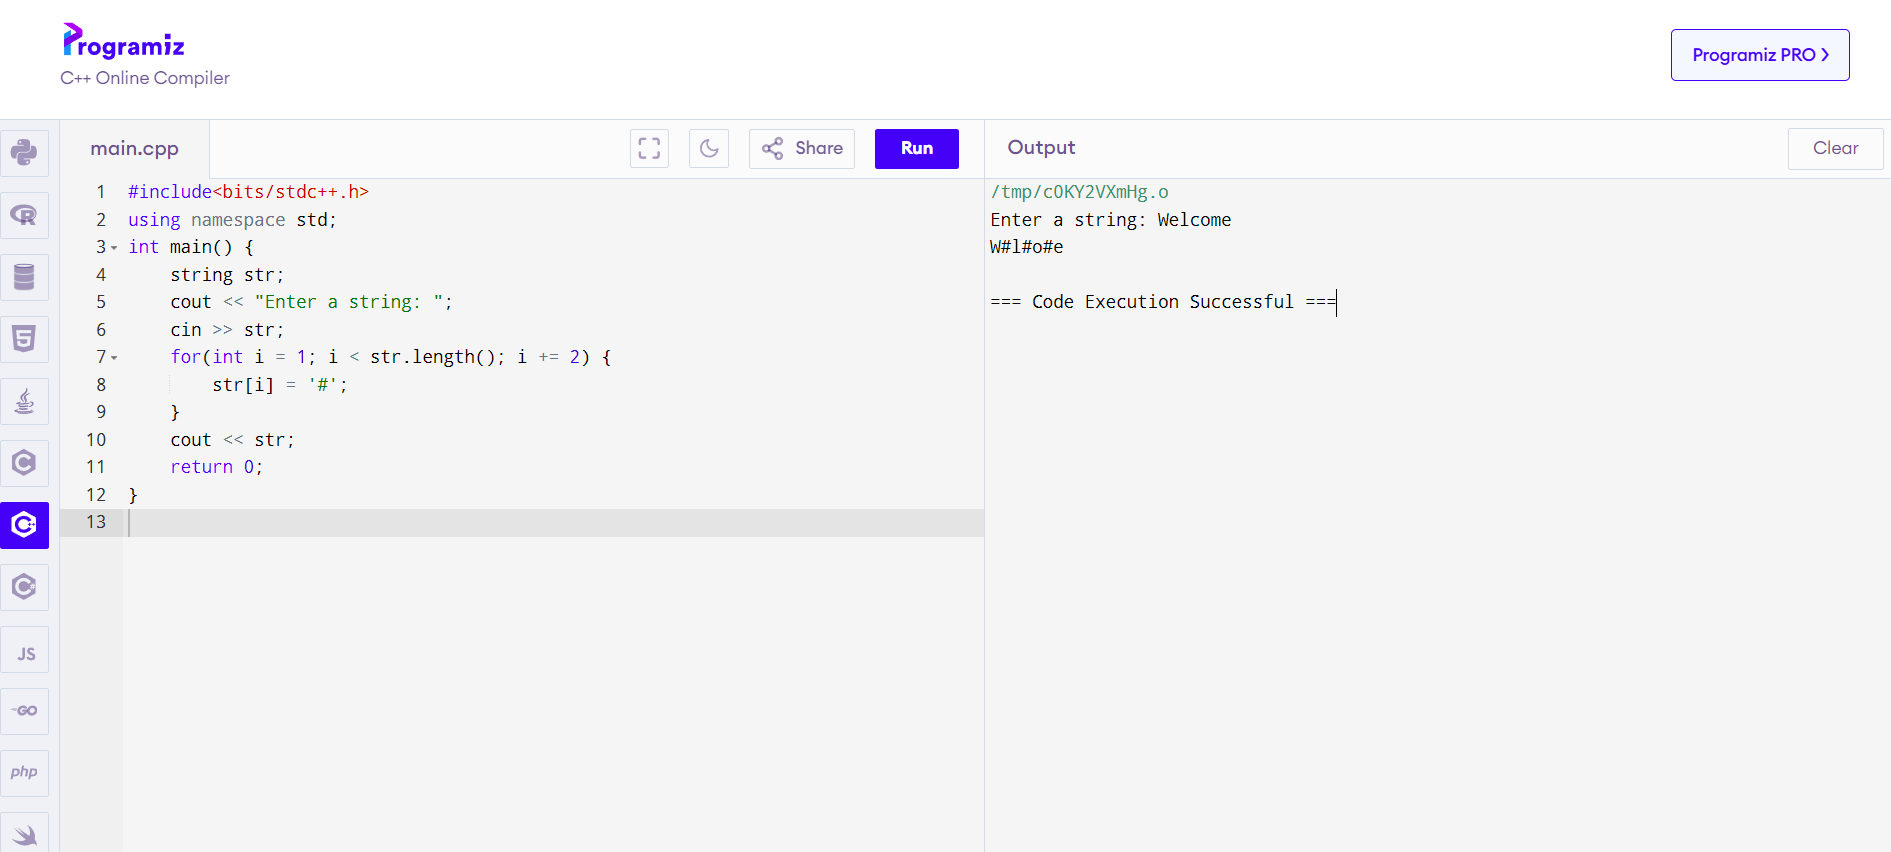 Programiz
C++ Online Compiler
Programiz PRO
main.cpp
Share
Run
Output
Clear
1 #include<bits/stdc++.h>
2 using namespace std;
3 int main() {
4     string str;
5     cout << "Enter a string: ";
6     cin >> str;
7     for(int i = 1; i < str.length(); i += 2) {
8         str[i] = '#';
9     }
10     cout << str;
11     return 0;
12 }
13
/tmp/cOKY2VXmHg.o
Enter a string: Welcome
W#l#o#e
=== Code Execution Successful ===
R
5
C
C++
C#
JS
GO
php